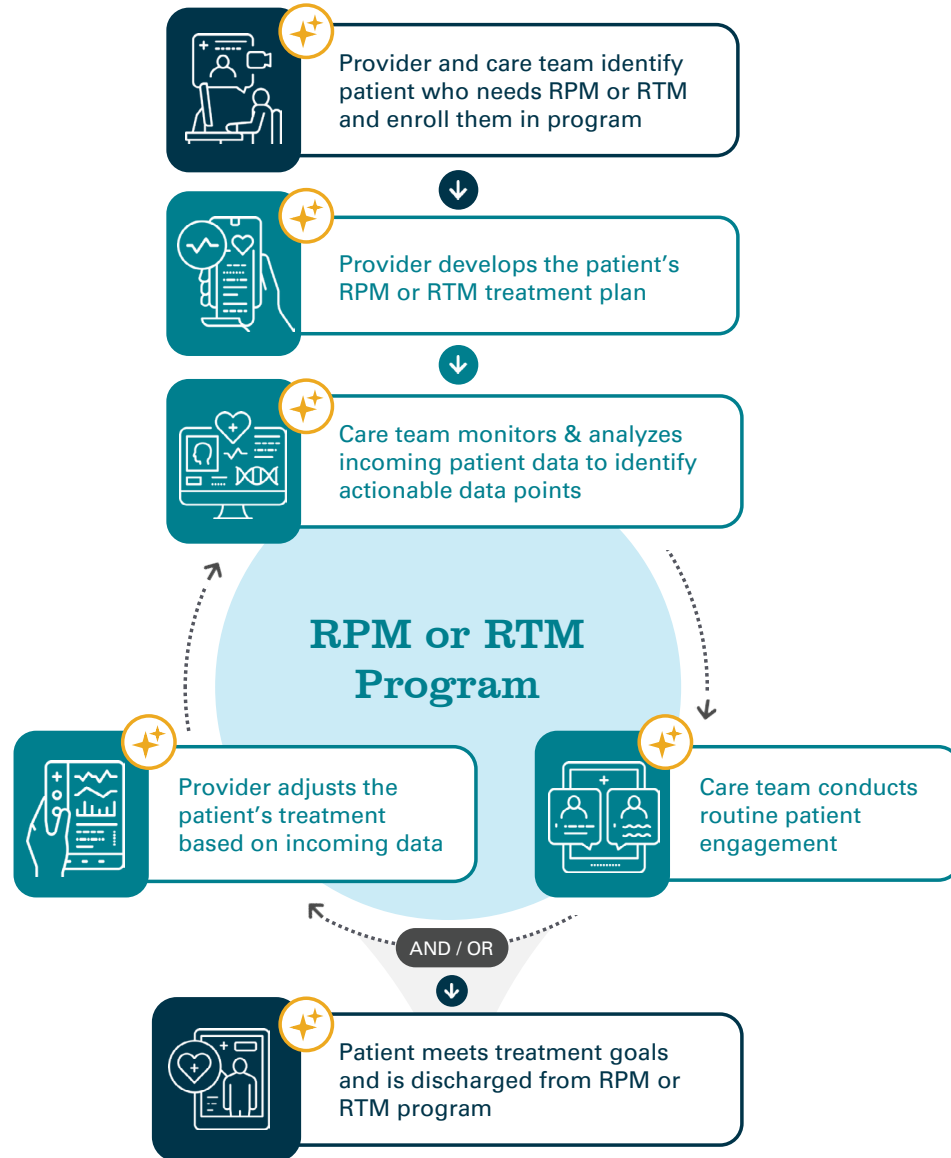 Provider and care team identify
patient who needs RPM or RTM
and enroll them in program
Provider develops the patient's
RPM or RTM treatment plan
Care team monitors & analyzes
incoming patient data to identify
actionable data points
RPM or RTM
Program
Provider adjusts the
patient's treatment
based on incoming data
Care team conducts
routine patient
engagement
AND / OR
Patient meets treatment goals
and is discharged from RPM or
RTM program